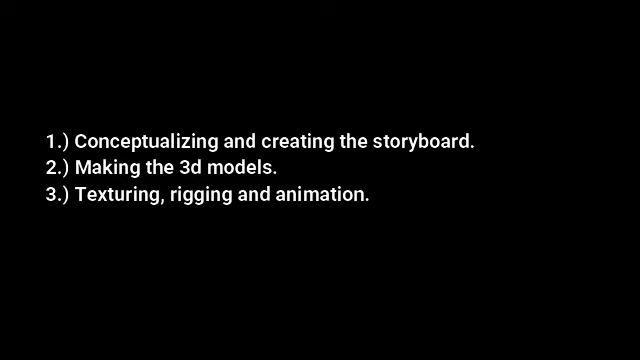 1.) Conceptualizing and creating the storyboard.
2.) Making the 3d models.
3.) Texturing, rigging and animation.